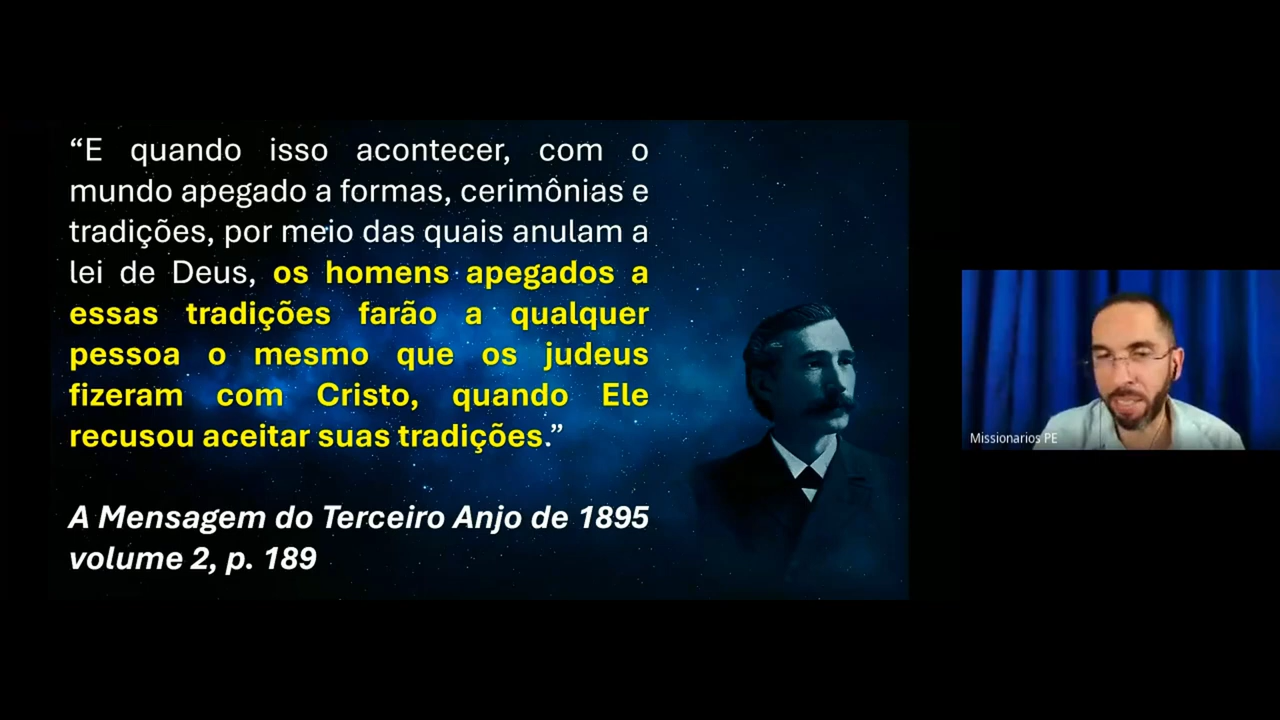 “E quando isso acontecer, com o
mundo apegado a formas, cerimônias e
tradições, por meio das quais anulam a
lei de Deus, os homens apegados a
essas tradições farão a qualquer
pessoa o mesmo que os judeus
fizeram com Cristo, quando Ele
recusou aceitar suas tradições.”
A Mensagem do Terceiro Anjo de 1895
volume 2, p. 189
Missionarios PE